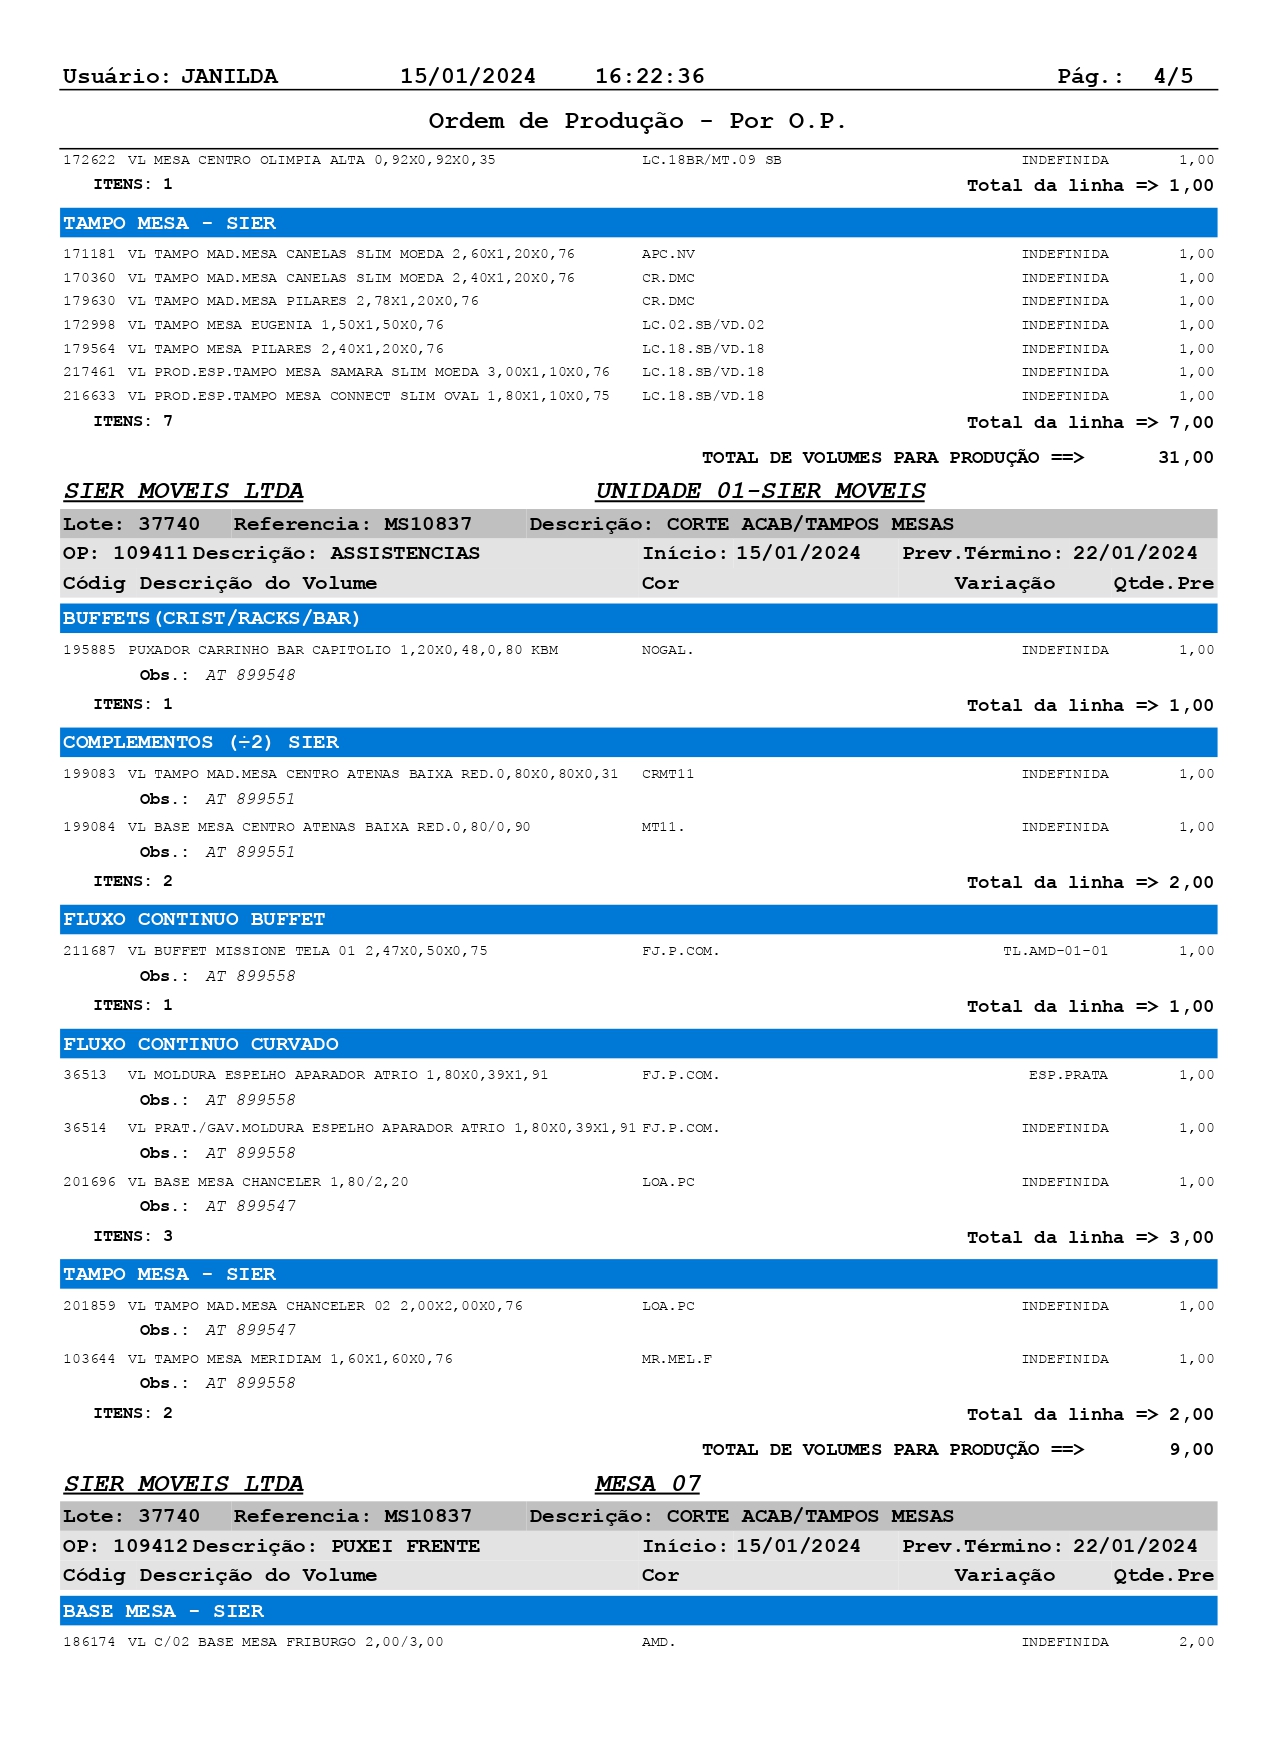 Usuário: JANILDA 15/01/2024 16:22:36 Pág.: 4/5
Ordem de Produção - Por O.P.
172622 VL MESA CENTRO OLIMPIA ALTA 0,92X0,92X0,35 LC.18BR/MT.09 SB INDEFINIDA 1,00
ITENS: 1 Total da linha => 1,00
TAMPO MESA - SIER
171181 VL TAMPO MAD.MESA CANELAS SLIM MOEDA 2,60X1,20X0,76 APC.NV INDEFINIDA 1,00
170360 VL TAMPO MAD.MESA CANELAS SLIM MOEDA 2,40X1,20X0,76 CR.DMC INDEFINIDA 1,00
179630 VL TAMPO MAD.MESA PILARES 2,78X1,20X0,76 CR.DMC INDEFINIDA 1,00
172998 VL TAMPO MESA EUGENIA 1,50X1,50X0,76 LC.02.SB/VD.02 INDEFINIDA 1,00
179564 VL TAMPO MESA PILARES 2,40X1,20X0,76 LC.18.SB/VD.18 INDEFINIDA 1,00
217461 VL PROD.ESP.TAMPO MESA SAMARA SLIM MOEDA 3,00X1,10X0,76 LC.18.SB/VD.18 INDEFINIDA 1,00
216633 VL PROD.ESP.TAMPO MESA CONNECT SLIM OVAL 1,80X1,10X0,75 LC.18.SB/VD.18 INDEFINIDA 1,00
ITENS: 7 Total da linha => 7,00
TOTAL DE VOLUMES PARA PRODUÇÃO ==> 31,00
SIER MOVEIS LTDA UNIDADE 01-SIER MOVEIS
Lote: 37740 Referencia: MS10837 Descrição: CORTE ACAB/TAMPOS MESAS
OP: 109411 Descrição: ASSISTENCIAS Início: 15/01/2024 Prev.Término: 22/01/2024
Códig Descrição do Volume Cor Variação Qtde.Pre
BUFFETS(CRIST/RACKS/BAR)
195885 PUXADOR CARRINHO BAR CAPITOLIO 1,20X0,48,0,80 KBM NOGAL. INDEFINIDA 1,00
Obs.: AT 899548
ITENS: 1 Total da linha => 1,00
COMPLEMENTOS (÷2) SIER
199083 VL TAMPO MAD.MESA CENTRO ATENAS BAIXA RED.0,80X0,80X0,31 CRMT11 INDEFINIDA 1,00
Obs.: AT 899551
199084 VL BASE MESA CENTRO ATENAS BAIXA RED.0,80/0,90 MT11. INDEFINIDA 1,00
Obs.: AT 899551
ITENS: 2 Total da linha => 2,00
FLUXO CONTINUO BUFFET
211687 VL BUFFET MISSIONE TELA 01 2,47X0,50X0,75 FJ.P.COM. TL.AMD-01-01 1,00
Obs.: AT 899558
ITENS: 1 Total da linha => 1,00
FLUXO CONTINUO CURVADO
36513 VL MOLDURA ESPELHO APARADOR ATRIO 1,80X0,39X1,91 FJ.P.COM. ESP.PRATA 1,00
Obs.: AT 899558
36514 VL PRAT./GAV.MOLDURA ESPELHO APARADOR ATRIO 1,80X0,39X1,91 FJ.P.COM. INDEFINIDA 1,00
Obs.: AT 899558
201696 VL BASE MESA CHANCELER 1,80/2,20 LOA.PC INDEFINIDA 1,00
Obs.: AT 899547
ITENS: 3 Total da linha => 3,00
TAMPO MESA - SIER
201859 VL TAMPO MAD.MESA CHANCELER 02 2,00X2,00X0,76 LOA.PC INDEFINIDA 1,00
Obs.: AT 899547
103644 VL TAMPO MESA MERIDIAM 1,60X1,60X0,76 MR.MEL.F INDEFINIDA 1,00
Obs.: AT 899558
ITENS: 2 Total da linha => 2,00
TOTAL DE VOLUMES PARA PRODUÇÃO ==> 9,00
SIER MOVEIS LTDA MESA 07
Lote: 37740 Referencia: MS10837 Descrição: CORTE ACAB/TAMPOS MESAS
OP: 109412 Descrição: PUXEI FRENTE Início: 15/01/2024 Prev.Término: 22/01/2024
Códig Descrição do Volume Cor Variação Qtde.Pre
BASE MESA - SIER
186174 VL C/02 BASE MESA FRIBURGO 2,00/3,00 AMD. INDEFINIDA 2,00